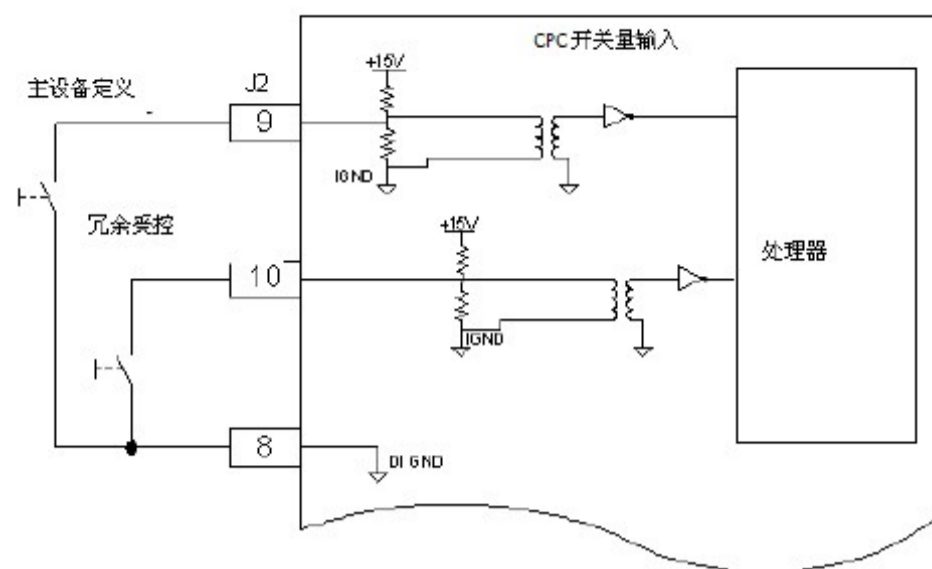 CPC开关量输入
+15V
主设备定义
J2
9
IGND
冗余受控
+15V
10
处理器
IGND
8
DI GND